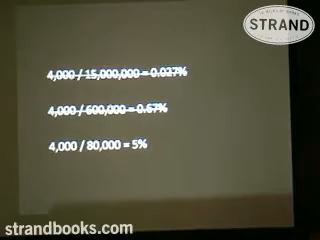 STRAND
4,000 / 15,000,000 = 0.027%
4,000 / 600,000 = 0.67%
4,000 / 80,000 = 5%
strandbooks.com